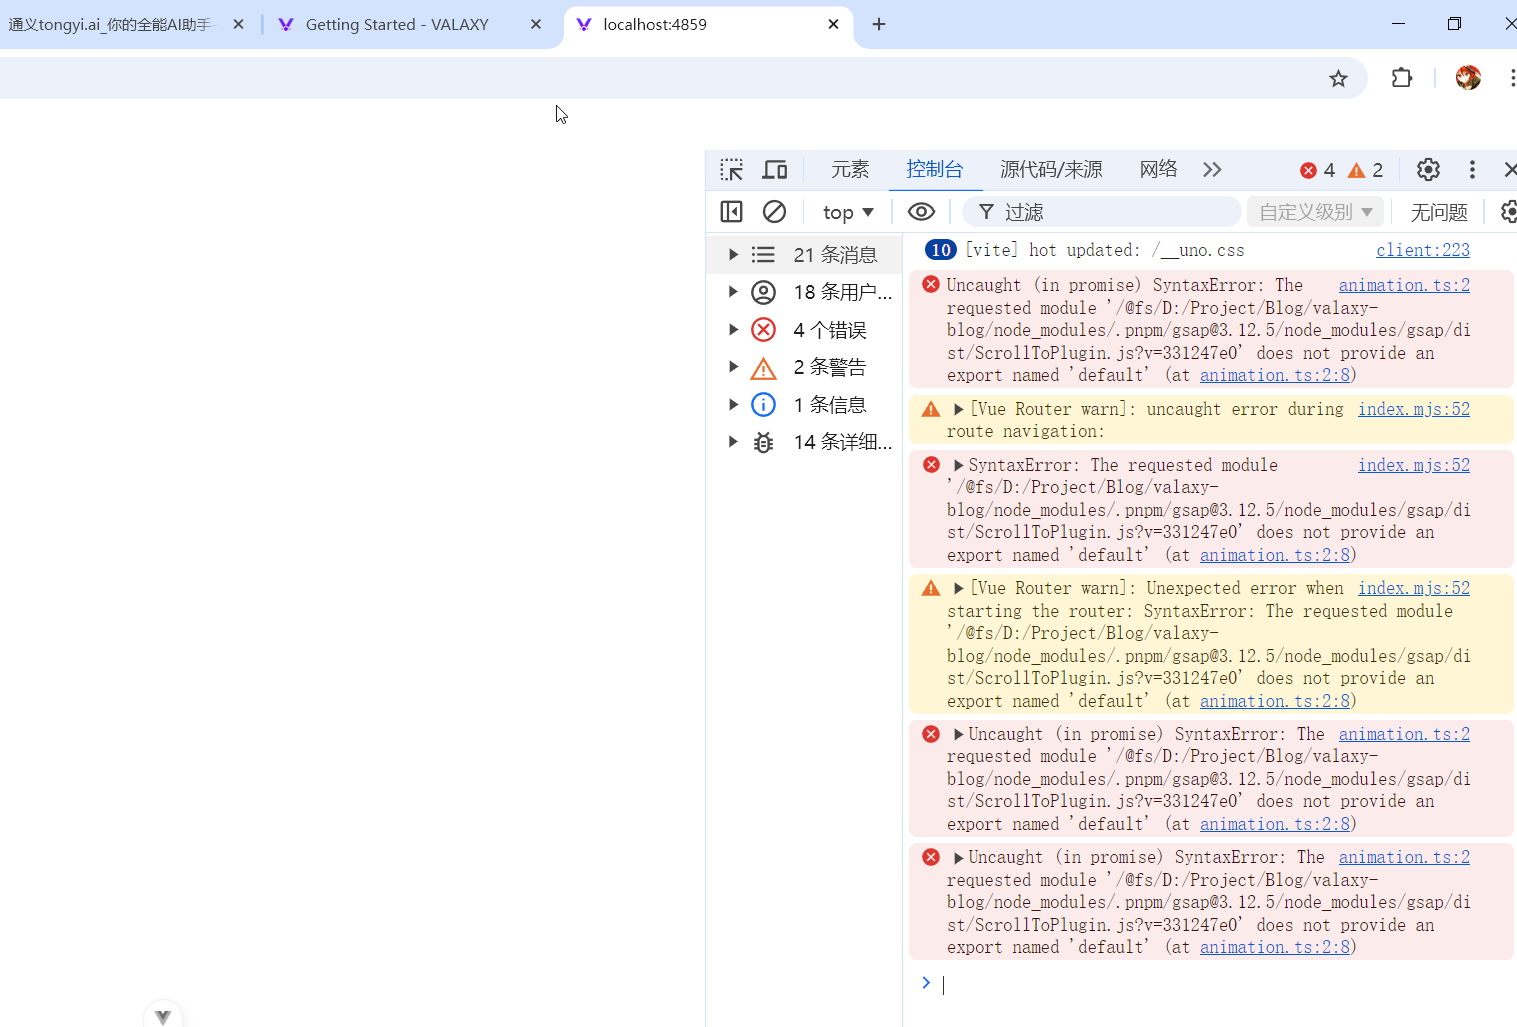 通义tongyi.ai_你的全能AI助手-
Getting Started - VALAXY
localhost:4859
元素
控制台
源代码/来源
网络
4
2
top
过滤
自定义级别
无问题
21 条消息
18 条用户...
4 个错误
2 条警告
1 条信息
14 条详细...
10 [vite] hot updated: /__uno.css client:223
Uncaught (in promise) SyntaxError: The animation.ts:2
requested module '/@fs/D:/Project/Blog/valaxy-
blog/node_modules/.pnpm/gsap@3.12.5/node_modules/gsap/di
st/ScrollToPlugin.js?v=331247e0' does not provide an
export named 'default' (at animation.ts:2:8)
[Vue Router warn]: uncaught error during index.mjs:52
route navigation:
SyntaxError: The requested module index.mjs:52
'/@fs/D:/Project/Blog/valaxy-
blog/node_modules/.pnpm/gsap@3.12.5/node_modules/gsap/di
st/ScrollToPlugin.js?v=331247e0' does not provide an
export named 'default' (at animation.ts:2:8)
[Vue Router warn]: Unexpected error when index.mjs:52
starting the router: SyntaxError: The requested module
'/@fs/D:/Project/Blog/valaxy-
blog/node_modules/.pnpm/gsap@3.12.5/node_modules/gsap/di
st/ScrollToPlugin.js?v=331247e0' does not provide an
export named 'default' (at animation.ts:2:8)
Uncaught (in promise) SyntaxError: The animation.ts:2
requested module '/@fs/D:/Project/Blog/valaxy-
blog/node_modules/.pnpm/gsap@3.12.5/node_modules/gsap/di
st/ScrollToPlugin.js?v=331247e0' does not provide an
export named 'default' (at animation.ts:2:8)
Uncaught (in promise) SyntaxError: The animation.ts:2
requested module '/@fs/D:/Project/Blog/valaxy-
blog/node_modules/.pnpm/gsap@3.12.5/node_modules/gsap/di
st/ScrollToPlugin.js?v=331247e0' does not provide an
export named 'default' (at animation.ts:2:8)